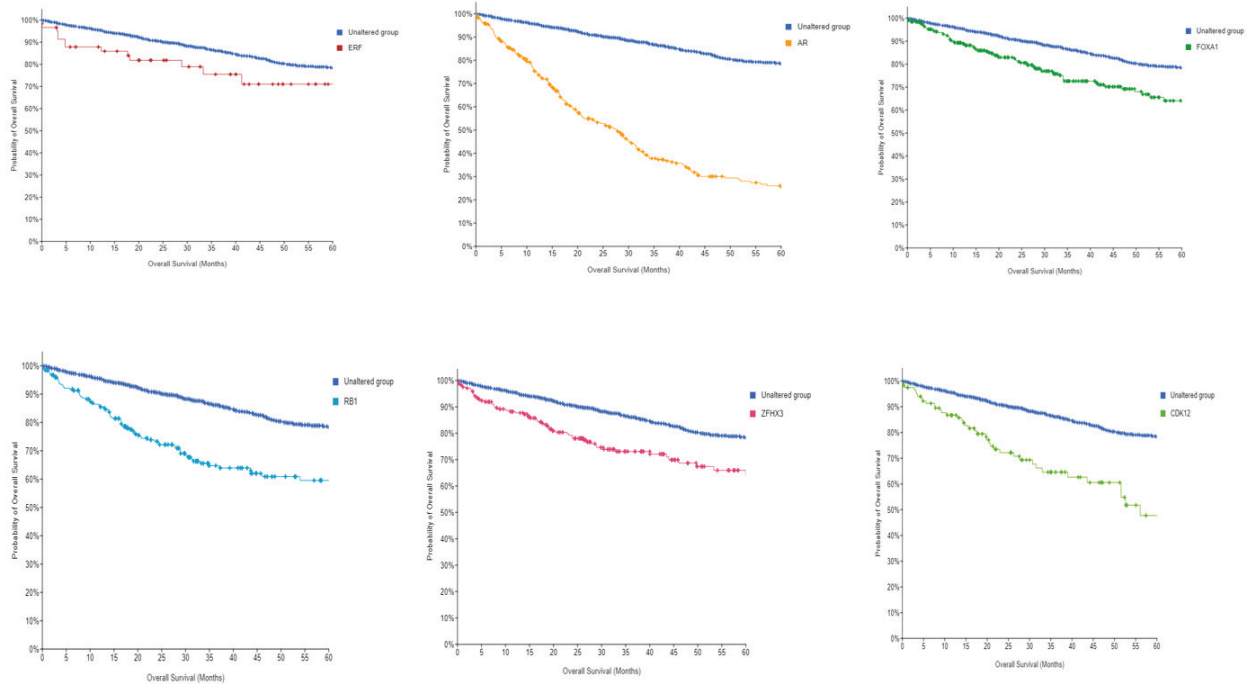 Unaltered group
ERF
100%
90%
80%
70%
60%
50%
40%
30%
20%
10%
0%
Probability of Overall Survival
0 5 10 15 20 25 30 35 40 45 50 55 60
Overall Survival (Months)
Unaltered group
AR
100%
90%
80%
70%
60%
50%
40%
30%
20%
10%
0%
Probability of Overall Survival
0 5 10 15 20 25 30 35 40 45 50 55 60
Overall Survival (Months)
Unaltered group
FOXA1
100%
90%
80%
70%
60%
50%
40%
30%
20%
10%
0%
Probability of Overall Survival
0 5 10 15 20 25 30 35 40 45 50 55 60
Overall Survival (Months)
Unaltered group
RB1
100%
90%
80%
70%
60%
50%
40%
30%
20%
10%
0%
Probability of Overall Survival
0 5 10 15 20 25 30 35 40 45 50 55 60
Overall Survival (Months)
Unaltered group
ZFHX3
100%
90%
80%
70%
60%
50%
40%
30%
20%
10%
0%
Probability of Overall Survival
0 5 10 15 20 25 30 35 40 45 50 55 60
Overall Survival (Months)
Unaltered group
CDK12
100%
90%
80%
70%
60%
50%
40%
30%
20%
10%
0%
Probability of Overall Survival
0 5 10 15 20 25 30 35 40 45 50 55 60
Overall Survival (Months)